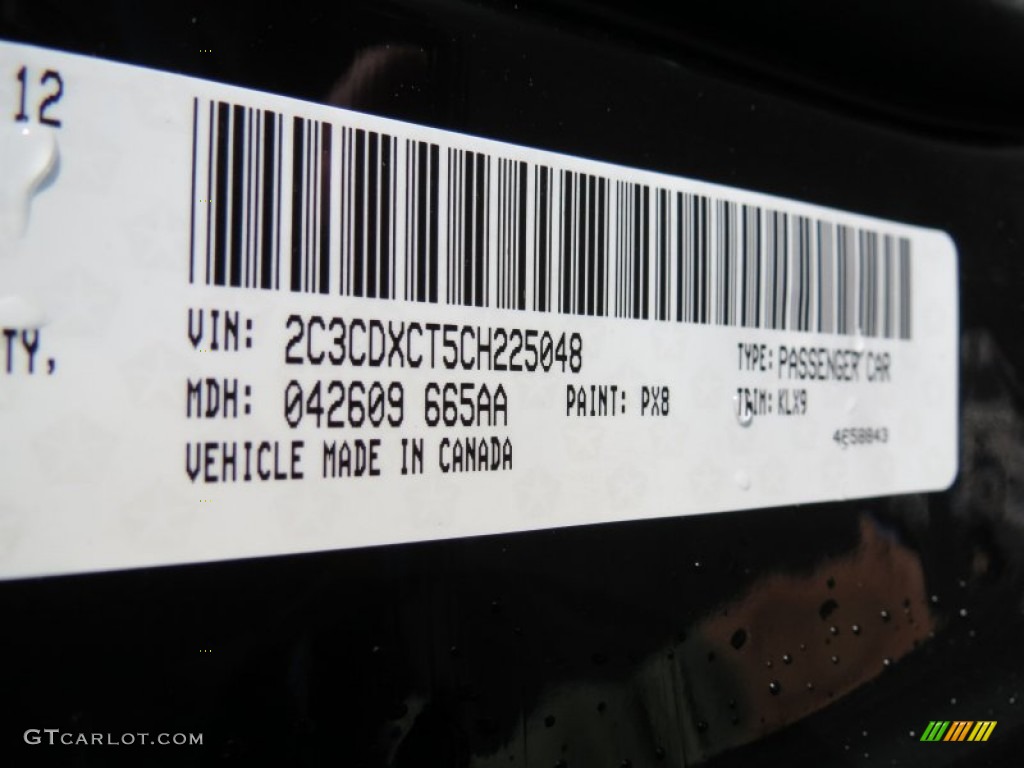 12
TY,
VIN: 2C3CDXCT5CH225048
TYPE: PASSENGER CAR
MDH: 042609 665AA
PAINT: PX8
TRIM: KLX9
VEHICLE MADE IN CANADA
GTCARLOT.COM